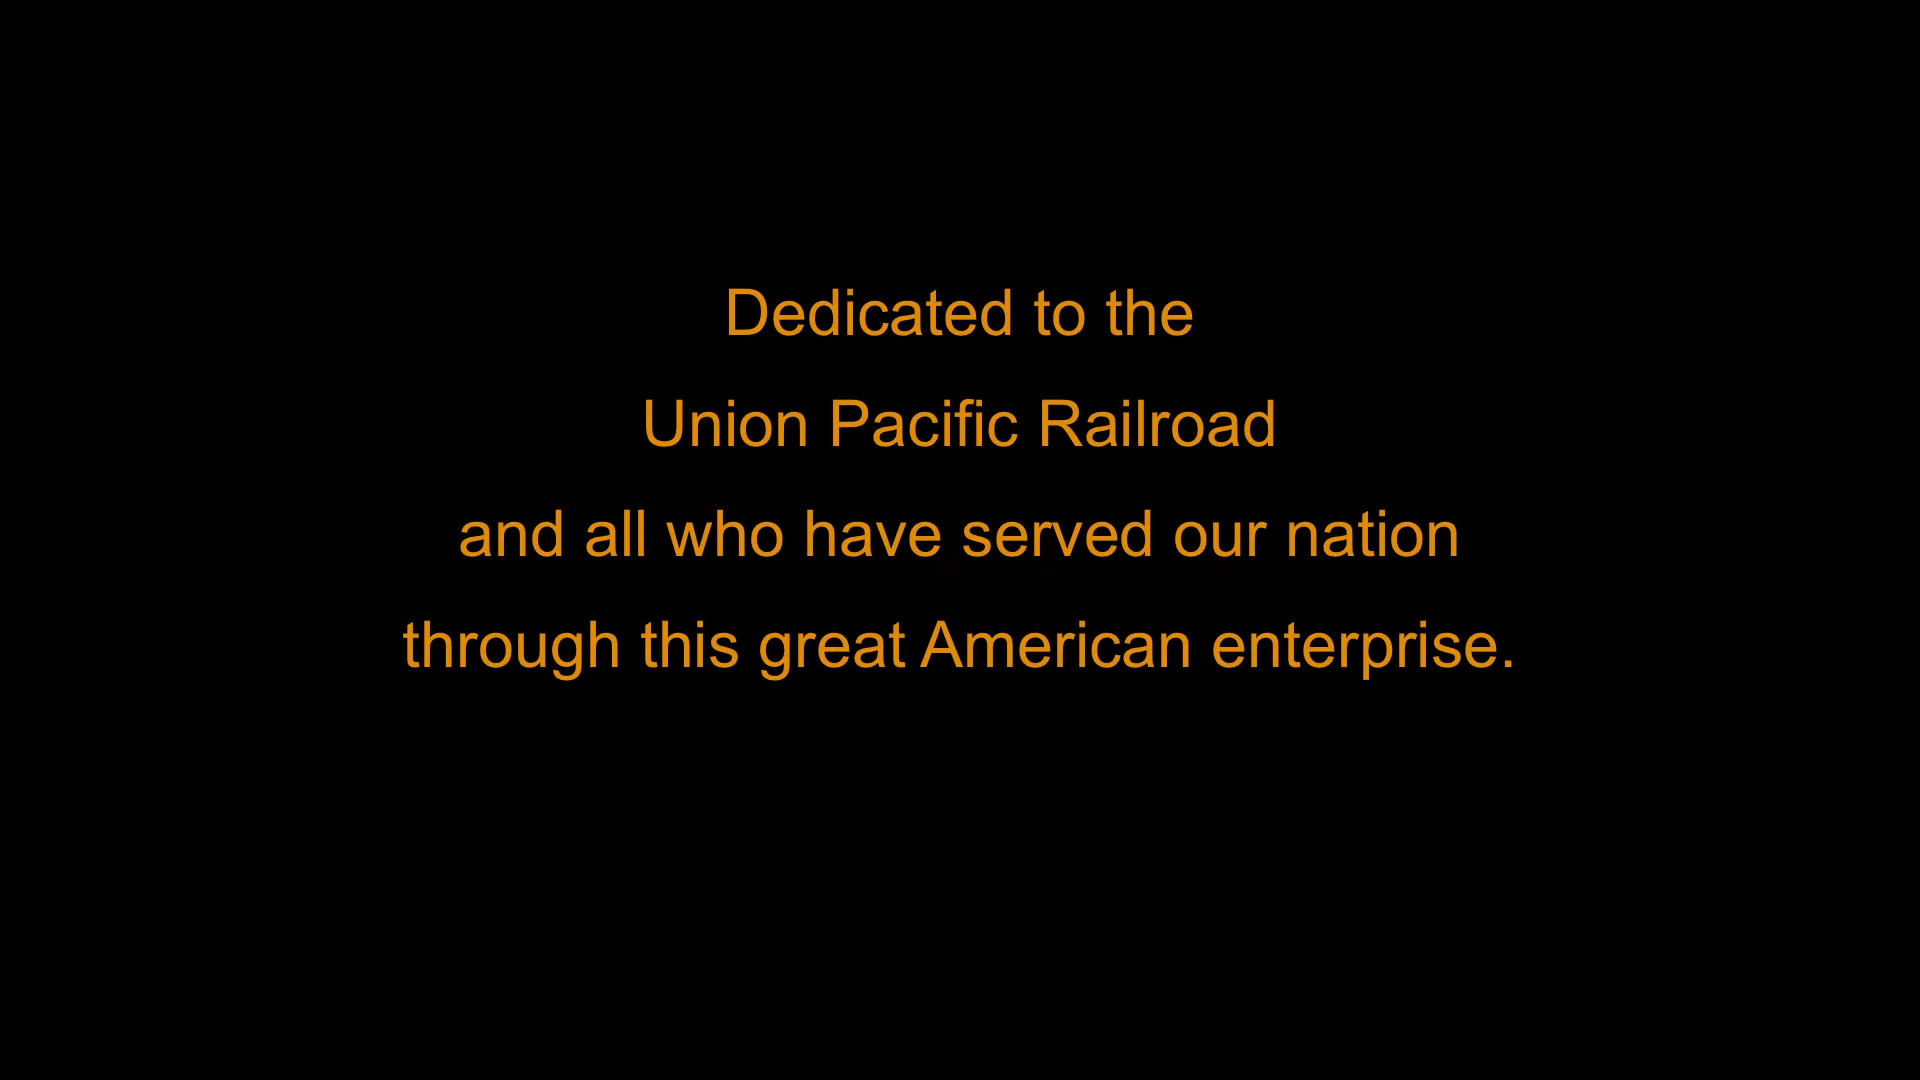 Dedicated to the
Union Pacific Railroad
and all who have served our nation
through this great American enterprise.